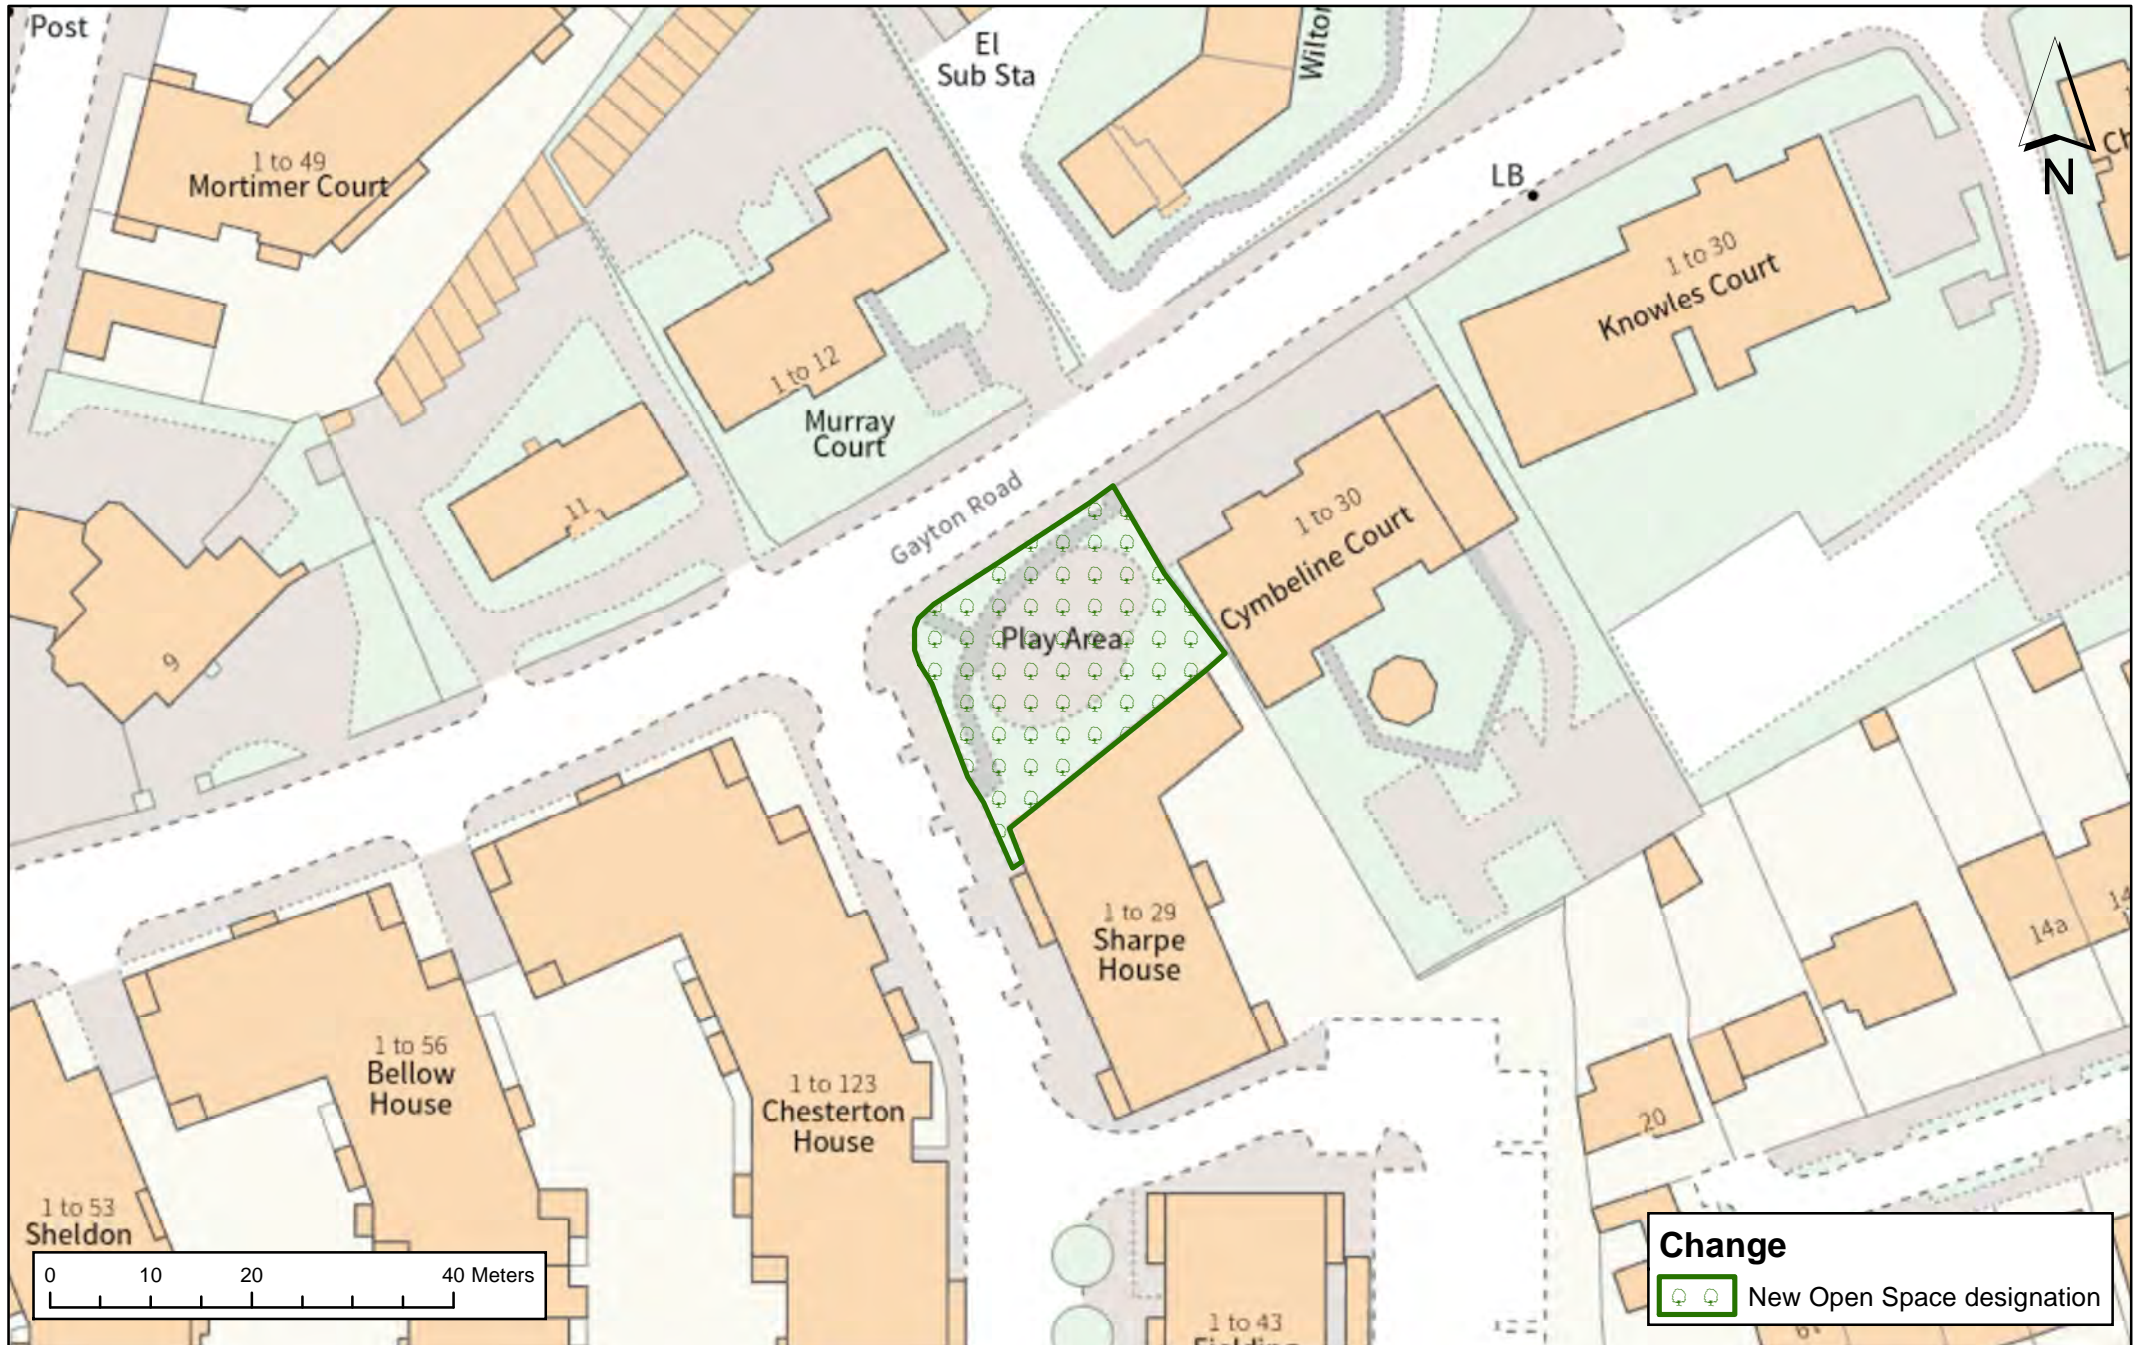 Post
El
Sub Sta
LB
N
1 to 49
Mortimer Court
1 to 30
Knowles Court
1 to 12
Murray
Court
11
Gayton Road
1 to 30
Cymbeline Court
Play Area
9
1 to 29
Sharpe
House
14a
1 to 56
Bellow
House
1 to 123
Chesterton
House
20
1 to 53
Sheldon
0 10 20 40 Meters
1 to 43
Change
New Open Space designation